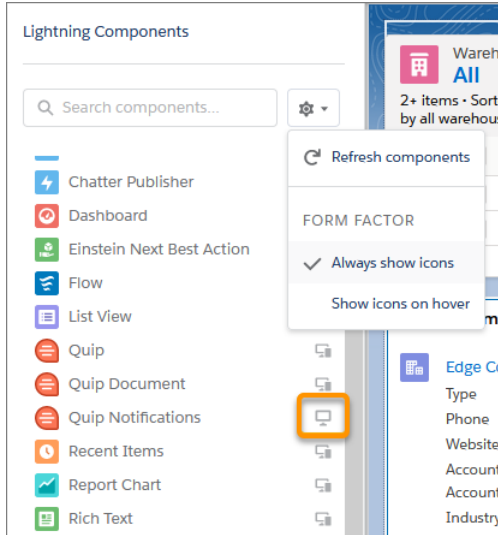 Lightning Components
Search components...
Refresh components
FORM FACTOR
Always show icons
Show icons on hover
Chatter Publisher
Dashboard
Einstein Next Best Action
Flow
List View
Quip
Quip Document
Quip Notifications
Recent Items
Report Chart
Rich Text
All
2+ items • Sort
by all
Edge
Type
Phone
Website
Account
Account
Industry